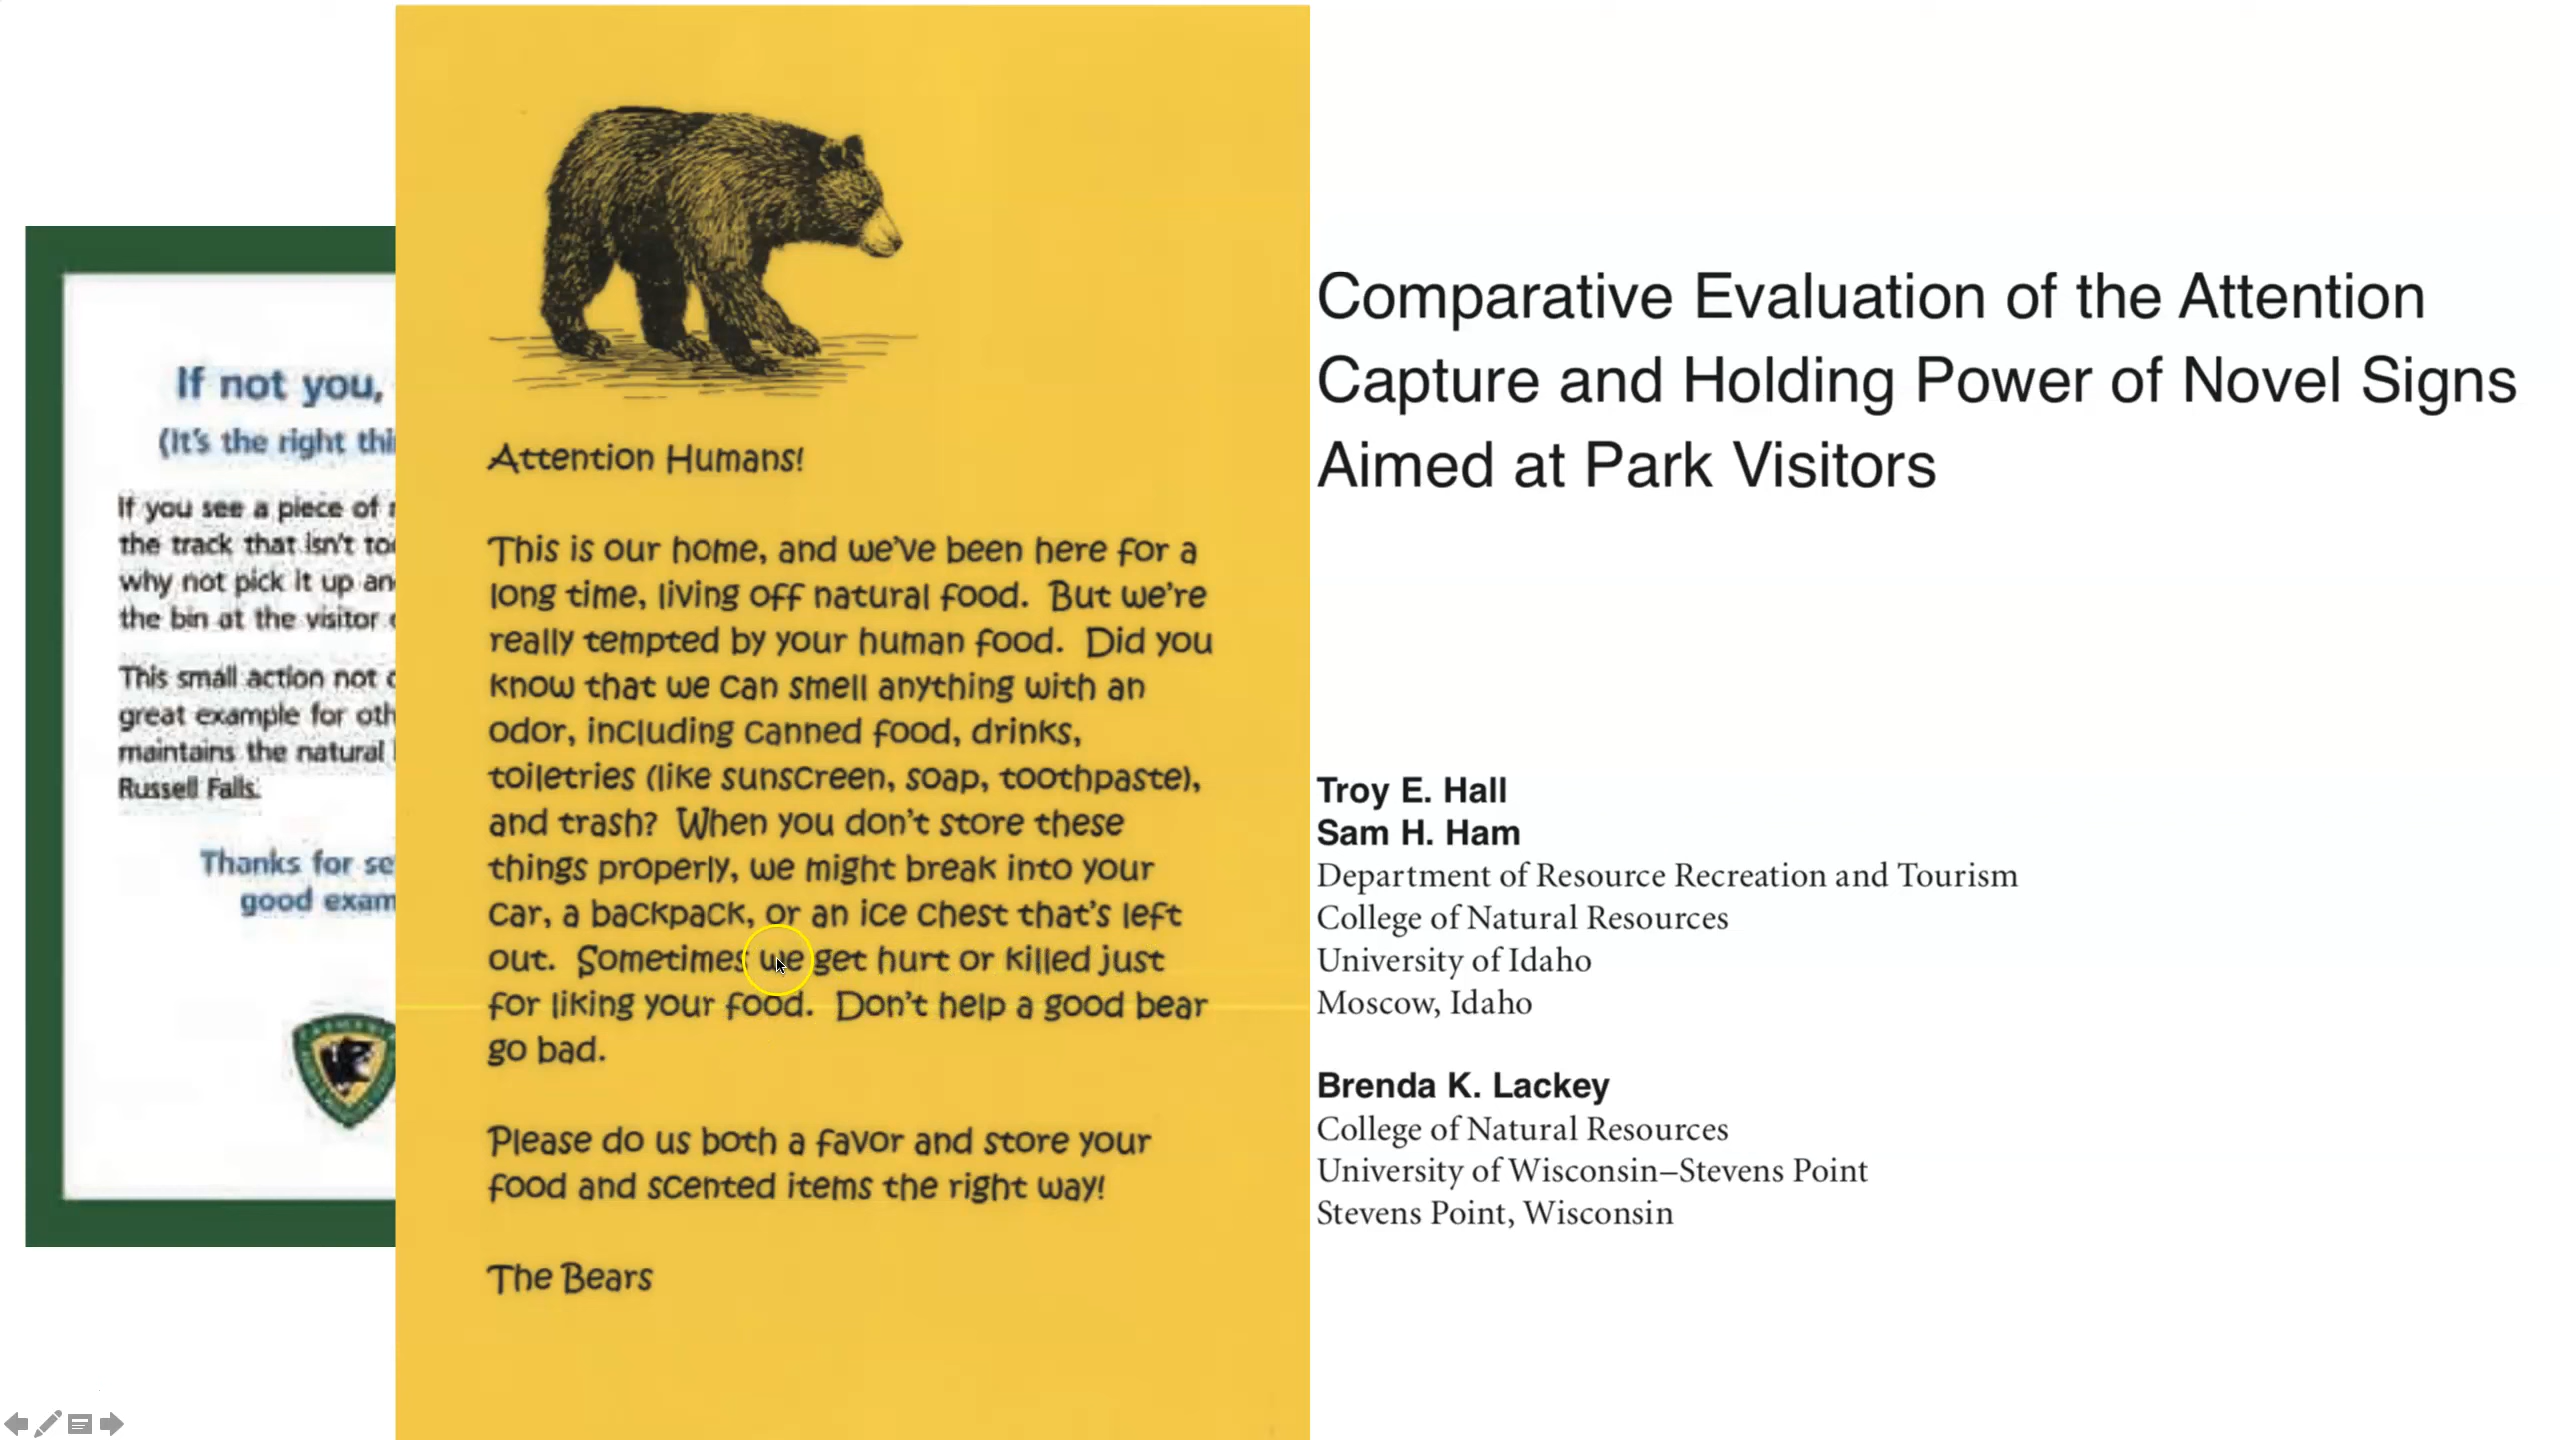 If not you,
(It's the right
If you see a piece of
the track that isn't
why not pick it up
the bin at the visitor
This small action not
great example for
maintains the natural
Russell Falls.
Thanks for
good
Attention Humans!
This is our home, and we've been here for a
long time, living off natural food. But we're
really tempted by your human food. Did you
know that we can smell anything with an
odor, including canned food, drinks,
toiletries (like sunscreen, soap, toothpaste),
and trash? When you don't store these
things properly, we might break into your
car, a backpack, or an ice chest that's left
out. Sometimes we get hurt or killed just
for liking your food. Don't help a good bear
go bad.
Please do us both a favor and store your
food and scented items the right way!
The Bears
Comparative Evaluation of the Attention
Capture and Holding Power of Novel Signs
Aimed at Park Visitors
Troy E. Hall
Sam H. Ham
Department of Resource Recreation and Tourism
College of Natural Resources
University of Idaho
Moscow, Idaho
Brenda K. Lackey
College of Natural Resources
University of Wisconsin–Stevens Point
Stevens Point, Wisconsin